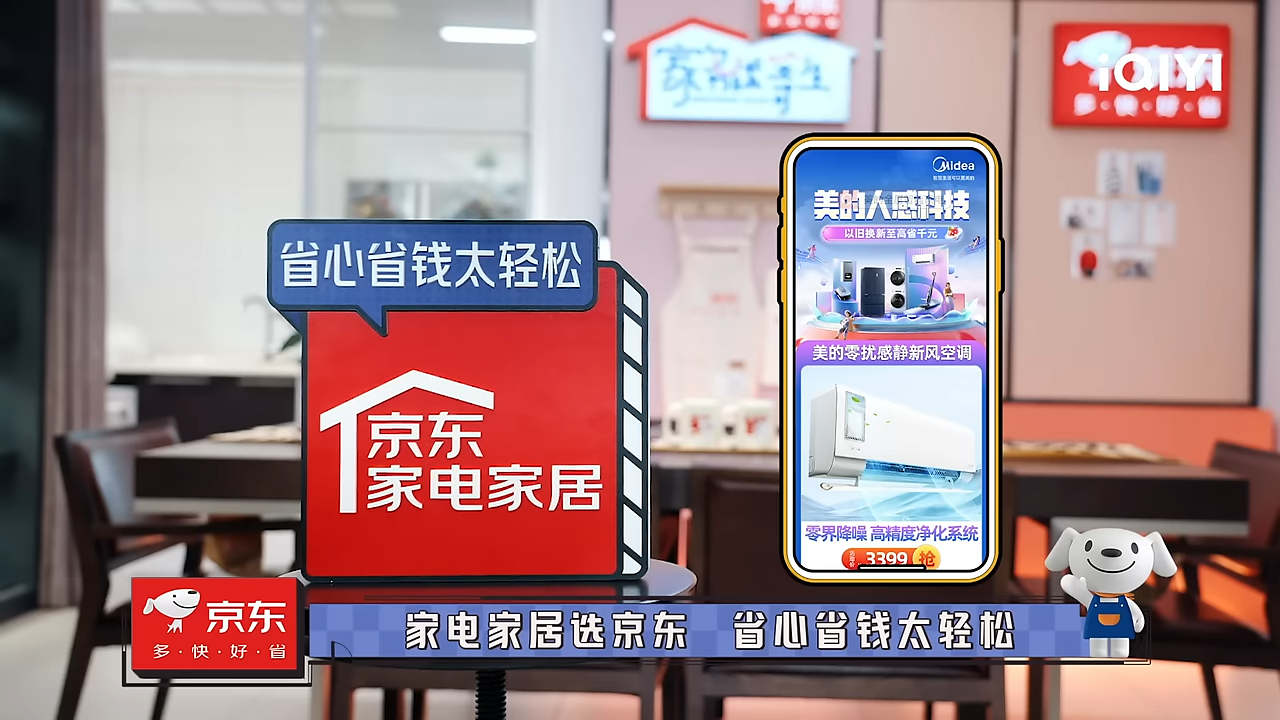 京东
iQIYI
多·快·好·省
Midea
美的人感科技
以旧换新至高省千元
美的零扰感静新风空调
零界降噪 高精度净化系统
3399 抢
省心省钱太轻松
京东
家电家居
京东
多·快·好·省
家电家居选京东 省心省钱太轻松